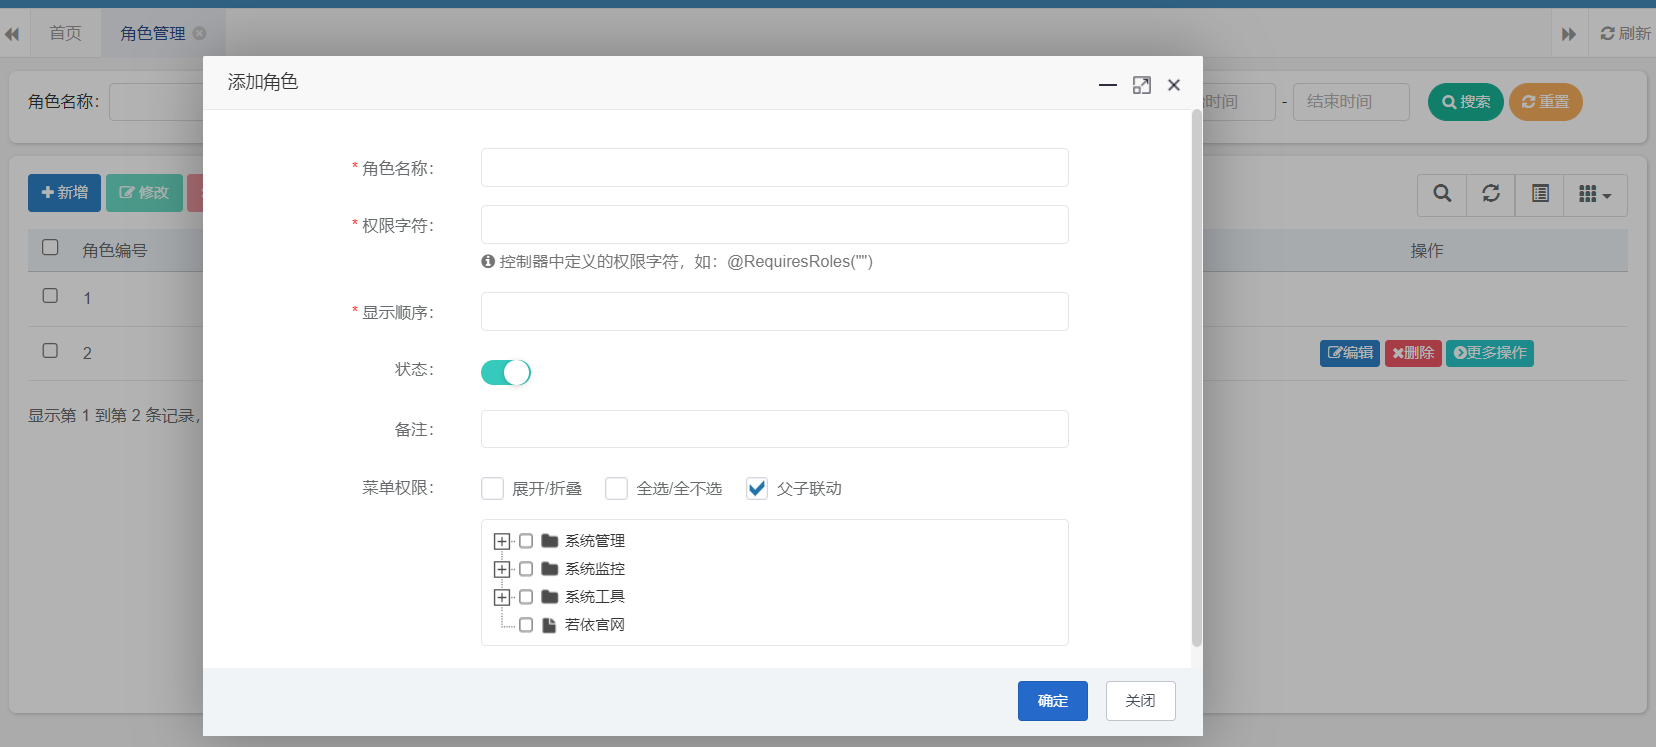 首页
角色管理
刷新
添加角色
角色名称：
时间
-
结束时间
搜索
重置
* 角色名称：
* 权限字符：
控制器中定义的权限字符，如：@RequiresRoles("")
* 显示顺序：
状态：
备注：
菜单权限：
展开/折叠
全选/全不选
父子联动
系统管理
系统监控
系统工具
若依官网
确定
关闭
新增
修改
角色编号
操作
1
2
编辑
删除
更多操作
显示第 1 到第 2 条记录，